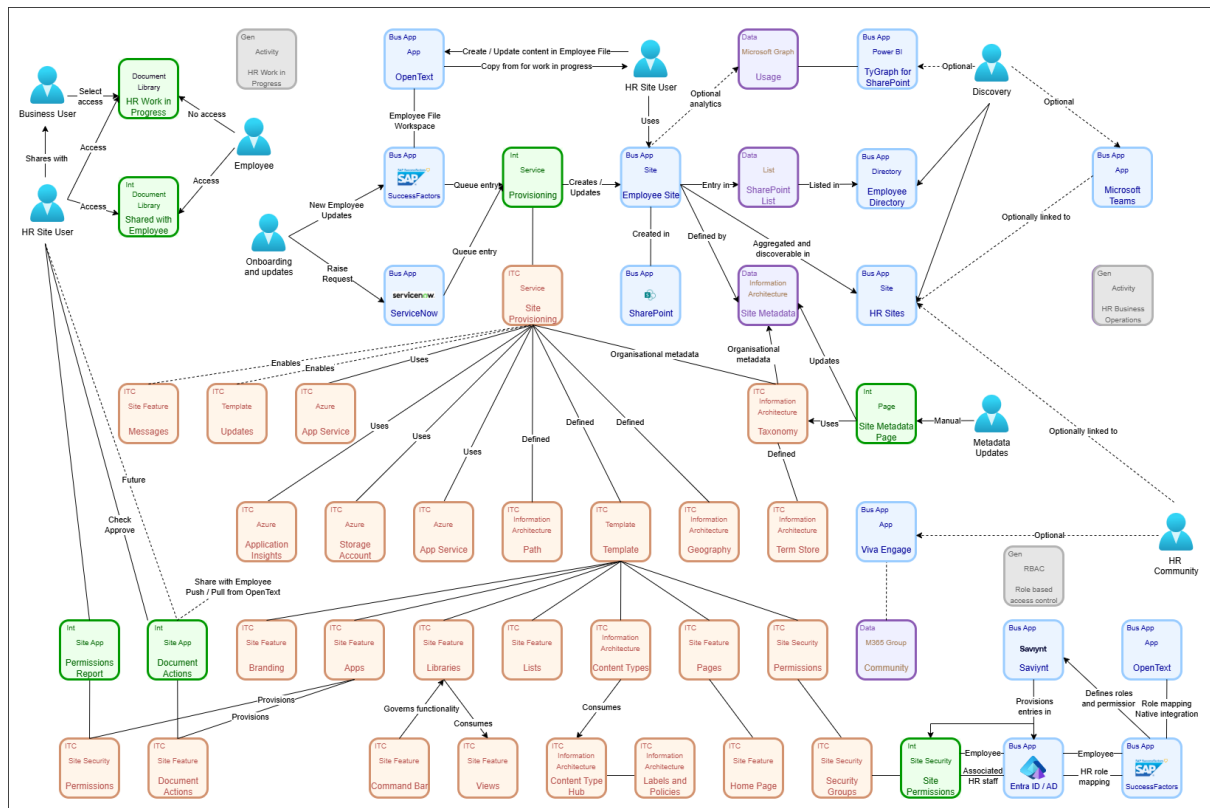 Gen
Activity
HR Work in
Progress
Document
Library
HR Work in
Progress
Business User
Select
access
No access
Employee
Shares with
Access
Access
Access
HR Site User
Int
Document
Library
Shared with
Employee
Bus App
App
OpenText
Create / Update content in Employee File
Copy from for work in progress
HR Site User
Uses
Employee File
Workspace
Data
Microsoft Graph
Usage
Optional
analytics
Bus App
Power BI
TyGraph for
SharePoint
Optional
Discovery
Optional
Bus App
SAP
SuccessFactors
Queue entry
Int
Service
Provisioning
Creates /
Updates
Bus App
Site
Employee Site
Entry in
Data
List
SharePoint
List
Listed in
Bus App
Directory
Employee
Directory
Bus App
App
Microsoft
Teams
New Employee
Updates
Onboarding
and updates
Raise
Request
Queue entry
Created in
Defined by
Aggregated and
discoverable in
Optionally linked to
Bus App
servicenow
ServiceNow
ITC
Service
Site
Provisioning
Bus App
SharePoint
Data
Information
Architecture
Site Metadata
Bus App
Site
HR Sites
Gen
Activity
HR Business
Operations
Enables
Enables
Uses
Organisational
metadata
Organisational
metadata
Updates
ITC
Site Feature
Messages
ITC
Template
Updates
ITC
Azure
App Service
Uses
Uses
Uses
Defined
Defined
Defined
ITC
Information
Architecture
Taxonomy
Uses
Int
Page
Site Metadata
Page
Manual
Metadata
Updates
Optionally linked to
Defined
Future
Check
Approve
ITC
Azure
Application
Insights
ITC
Azure
Storage
Account
ITC
Azure
App Service
ITC
Information
Architecture
Path
ITC
Template
Template
ITC
Information
Architecture
Geography
ITC
Information
Architecture
Term Store
Bus App
App
Viva Engage
Optional
HR
Community
Gen
RBAC
Role based
access control
Share with Employee
Push / Pull from OpenText
Int
Site App
Permissions
Report
Int
Site App
Document
Actions
ITC
Site Feature
Branding
ITC
Site Feature
Apps
ITC
Site Feature
Libraries
ITC
Site Feature
Lists
ITC
Information
Architecture
Content Types
ITC
Site Feature
Pages
ITC
Site Security
Permissions
Data
M365 Group
Community
Bus App
Saviynt
Saviynt
Bus App
App
OpenText
Provisions
Provisions
Governs functionality
Consumes
Consumes
Provisions
entries in
Defines roles
and permission
Role mapping
Native integration
ITC
Site Security
Permissions
ITC
Site Feature
Document
Actions
ITC
Site Feature
Command Bar
ITC
Site Feature
Views
ITC
Information
Architecture
Content Type
Hub
ITC
Information
Architecture
Labels and
Policies
ITC
Site Feature
Home Page
ITC
Site Security
Security
Groups
Int
Site Security
Site
Permissions
Employee
Associated
HR staff
Bus App
Entra ID / AD
Employee
HR role
mapping
Bus App
SAP
SuccessFactors